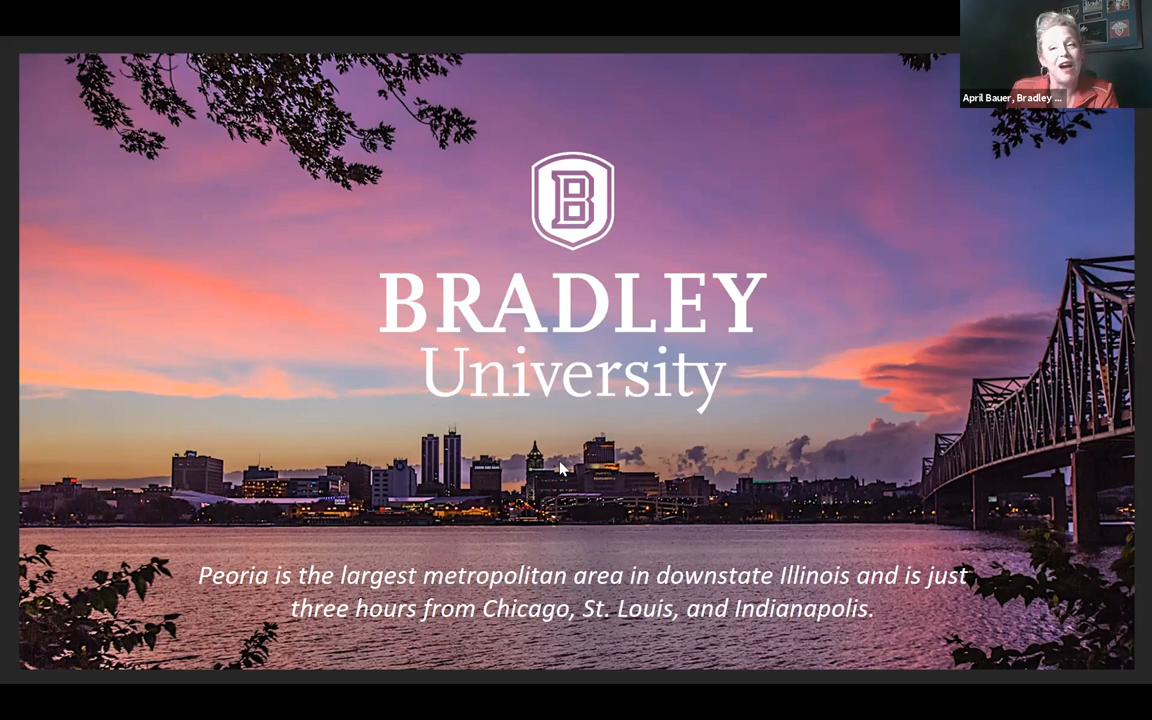 April Bauer, Bradley ...
B
BRADLEY
University
Peoria is the largest metropolitan area in downstate Illinois and is just
three hours from Chicago, St. Louis, and Indianapolis.